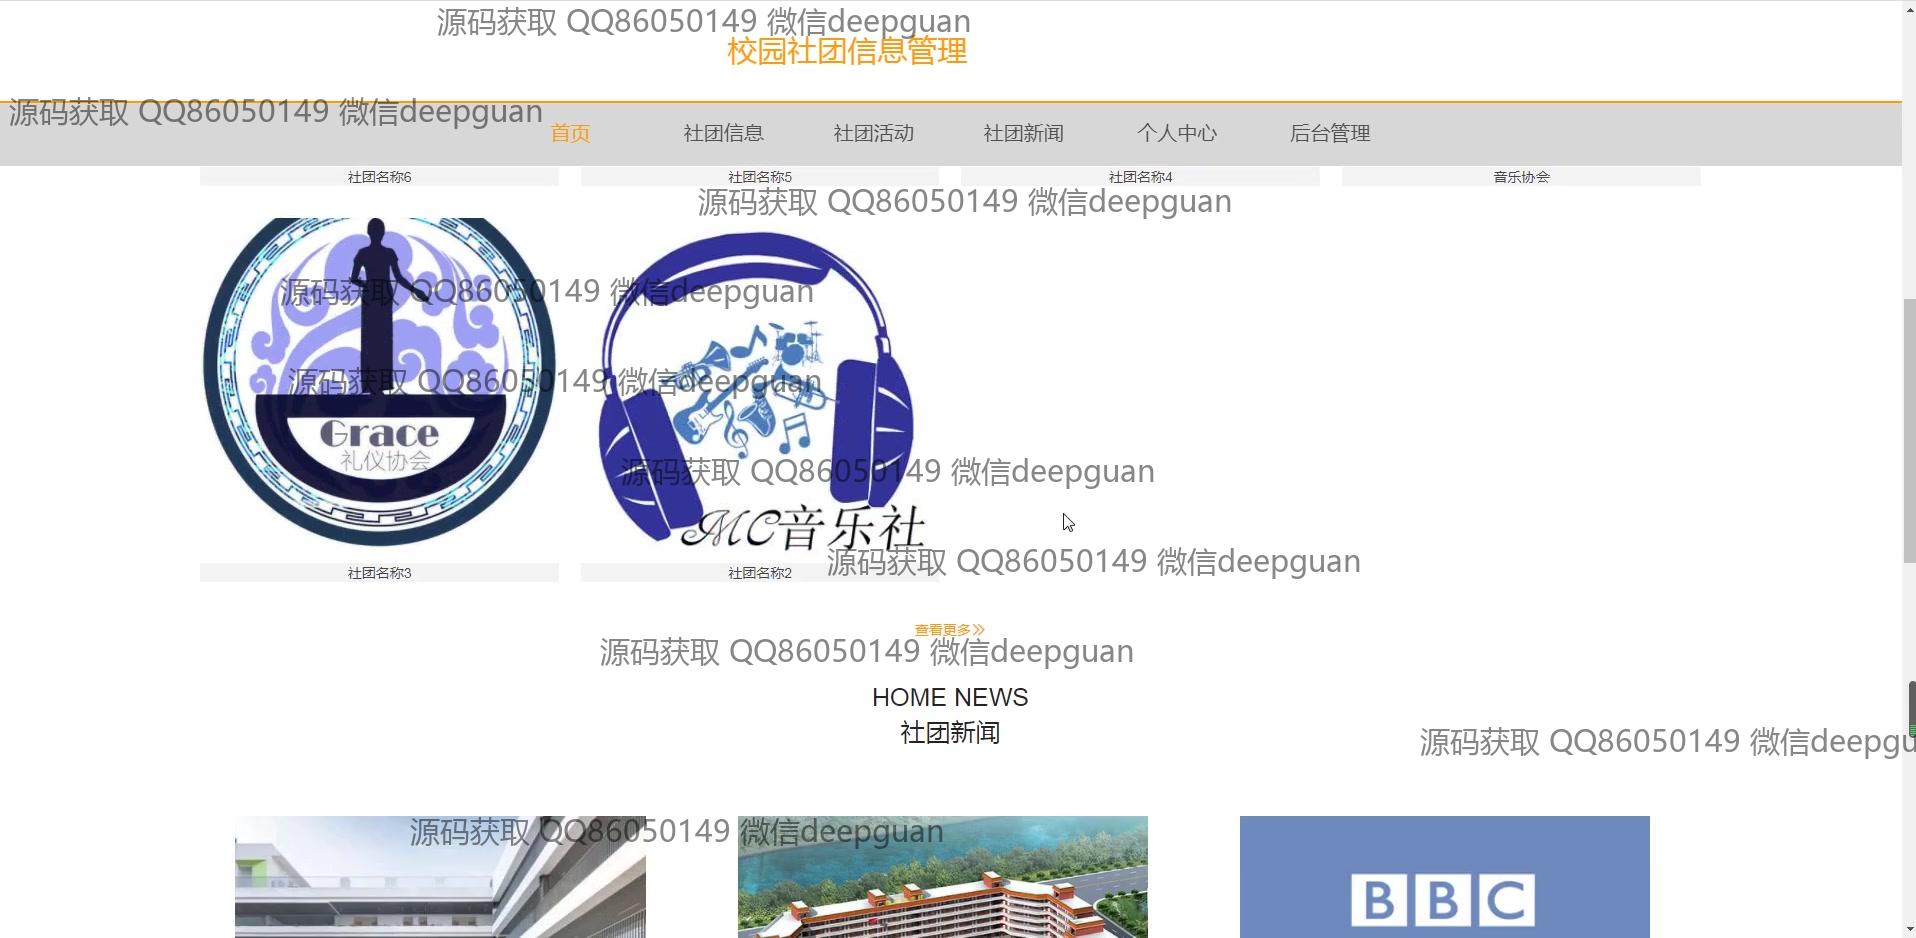 源码获取 QQ86050149 微信deepguan
校园社团信息管理
源码获取 QQ86050149 微信deepguan
首页 社团信息 社团活动 社团新闻 个人中心 后台管理
社团名称6 社团名称5 社团名称4 音乐协会
源码获取 QQ86050149 微信deepguan
源码获取 QQ86050149 微信deepguan
源码获取 QQ86050149 微信deepguan
Grace
礼仪协会
源码获取 QQ86050149 微信deepguan
MC音乐社
源码获取 QQ86050149 微信deepguan
社团名称3 社团名称2
查看更多
源码获取 QQ86050149 微信deepguan
HOME NEWS
社团新闻
源码获取 QQ86050149 微信deepgu
源码获取 QQ86050149 微信deepguan
BBC